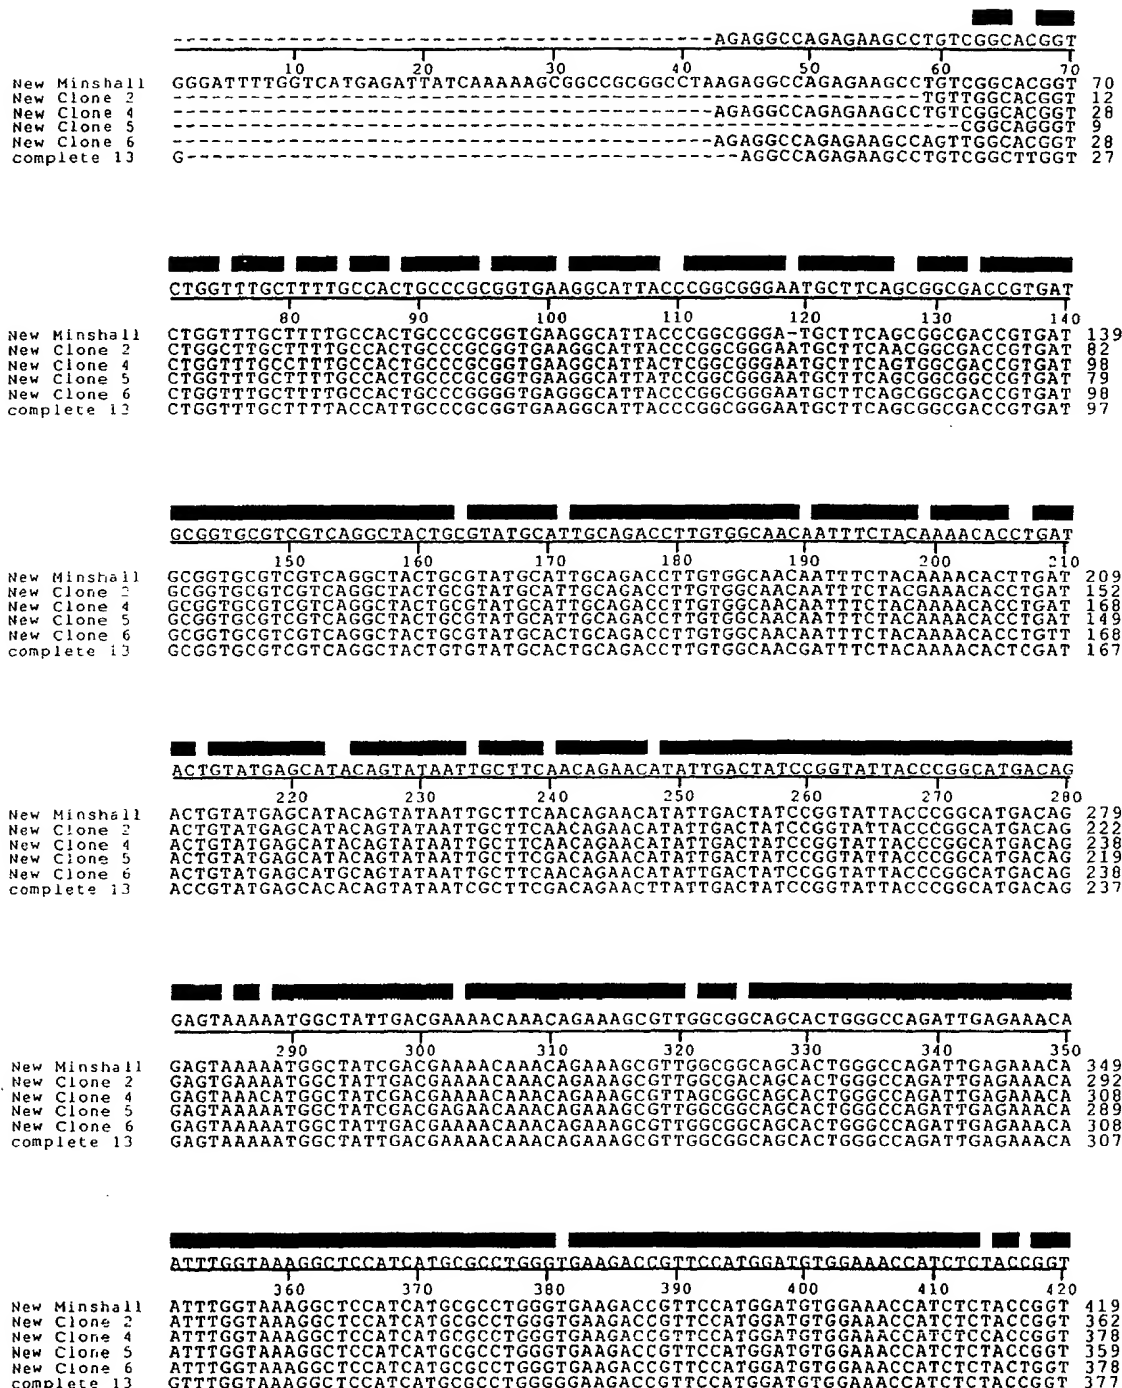 ------------------------------------------AGAGGCCAGAGAAGCCTGTCGGCACGGT
10 20 30 40 50 60 70
New Minshall GGGATTTTGGTCATGAGATTATCAAAAAGCGGCCGCGGCCTAAGAGGCCAGAGAAGCCTGTCGGCACGGT 70
New Clone 2 ----------------------------------------------------------TGTTGGCACGGT 12
New Clone 4 ------------------------------------------AGAGGCCAGAGAAGCCTGTCGGCACGGT 28
New Clone 5 -------------------------------------------------------------CGGCAGGGT 9
New Clone 6 ------------------------------------------AGAGGCCAGAGAAGCCAGTTGGCACGGT 28
complete 13 G-------------------------------------------AGGCCAGAGAAGCCTGTCGGCTTGGT 27
CTGGTTTGCTTTTGCCACTGCCCGCGGTGAAGGCATTACCCGGCGGGAATGCTTCAGCGGCGACCGTGAT
80 90 100 110 120 130 140
New Minshall CTGGTTTGCTTTTGCCACTGCCCGCGGTGAAGGCATTACCCGGCGGGA-TGCTTCAGCGGCGACCGTGAT 139
New Clone 2 CTGGCTTGCTTTTGCCACTGCCCGCGGTGAAGGCATTACCCGGCGGGAATGCTTCAACGGCGACCGTGAT 82
New Clone 4 CTGGTTTGCCTTTGCCACTGCCCGCGGTGAAGGCATTACTCGGCGGGAATGCTTCAGTGGCGACCGTGAT 98
New Clone 5 CTGGTTTGCTTTTGCCACTGCCCGCGGTGAAGGCATTATCCGGCGGGAATGCTTCAGCGGCGGCCGTGAT 79
New Clone 6 CTGGTTTGCTTTTGCCACTGCCCGGGGTGAGGGCATTACCCGGCGGGAATGCTTCAGCGGCGACCGTGAT 98
complete 13 CTGGTTTGCTTTTACCATTGCCCGCGGTGAAGGCATTACCCGGCGGGAATGCTTCAGCGGCGACCGTGAT 97
GCGGTGCGTCGTCAGGCTACTGCGTATGCATTGCAGACCTTGTGGCAACAATTTCTACAAAACACCTGAT
150 160 170 180 190 200 210
New Minshall GCGGTGCGTCGTCAGGCTACTGCGTATGCATTGCAGACCTTGTGGCAACAATTTCTACAAAACACTTGAT 209
New Clone 2 GCGGTGCGTCGTCAGGCTACTGCGTATGCATTGCAGACCTTGTGGCAACAATTTCTACGAAACACCTGAT 152
New Clone 4 GCGGTGCGTCGTCAGGCTACTGCGTATGCATTGCAGACCTTGTGGCAACAATTTCTACAAAACACCTGAT 168
New Clone 5 GCGGTGCGTCGTCAGGCTACTGCGTATGCATTGCAGACCTTGTGGCAACAATTTCTACAAAACACCTGAT 149
New Clone 6 GCGGTGCGTCGTCAGGCTACTGCGTATGCACTGCAGACCTTGTGGCAACAATTTCTACAAAACACCTGTT 168
complete 13 GCGGTGCGTCGTCAGGCTACTGTGTATGCACTGCAGACCTTGTGGCAACGATTTCTACAAAACACTCGAT 167
ACTGTATGAGCATACAGTATAATTGCTTCAACAGAACATATTGACTATCCGGTATTACCCGGCATGACAG
220 230 240 250 260 270 280
New Minshall ACTGTATGAGCATACAGTATAATTGCTTCAACAGAACATATTGACTATCCGGTATTACCCGGCATGACAG 279
New Clone 2 ACTGTATGAGCATACAGTATAATTGCTTCAACAGAACATATTGACTATCCGGTATTACCCGGCATGACAG 222
New Clone 4 ACTGTATGAGCATACAGTATAATTGCTTCAACAGAACATATTGACTATCCGGTATTACCCGGCATGACAG 238
New Clone 5 ACTGTATGAGCATACAGTATAATTGCTTCGACAGAACATATTGACTATCCGGTATTACCCGGCATGACAG 219
New Clone 6 ACTGTATGAGCATGCAGTATAATTGCTTCAACAGAACATATTGACTATCCGGTATTACCCGGCATGACAG 238
complete 13 ACCGTATGAGCACACAGTATAATCGCTTCGACAGAACTTATTGACTATCCGGTATTACCCGGCATGACAG 237
GAGTAAAAATGGCTATTGACGAAAACAAACAGAAAGCGTTGGCGGCAGCACTGGGCCAGATTGAGAAACA
290 300 310 320 330 340 350
New Minshall GAGTAAAAATGGCTATCGACGAAAACAAACAGAAAGCGTTGGCGGCAGCACTGGGCCAGATTGAGAAACA 349
New Clone 2 GAGTGAAAATGGCTATTGACGAAAACAAACAGAAAGCGTTGGCGACAGCACTGGGCCAGATTGAGAAACA 292
New Clone 4 GAGTAAACATGGCTATCGACGAAAACAAACAGAAAGCGTTAGCGGCAGCACTGGGCCAGATTGAGAAACA 308
New Clone 5 GAGTAAAAATGGCTATTGACGAGAACAAACAGAAAGCGTTGGCGGCAGCACTGGGCCAGATTGAGAAACA 289
New Clone 6 GAGTAAAAATGGCTATTGACGAAAACAAACAGAAAGCGTTGGCGGCAGCACTGGGCCAGATTGAGAAACA 308
complete 13 GAGTAAAAATGGCTATTGACGAAAACAAACAGAAAGCGTTGGCGGCAGCACTGGGCCAGATTGAGAAACA 307
ATTTGGTAAAGGCTCCATCATGCGCCTGGGTGAAGACCGTTCCATGGATGTGGAAACCATCTCTACCGGT
360 370 380 390 400 410 420
New Minshall ATTTGGTAAAGGCTCCATCATGCGCCTGGGTGAAGACCGTTCCATGGATGTGGAAACCATCTCTACCGGT 419
New Clone 2 ATTTGGTAAAGGCTCCATCATGCGCCTGGGTGAAGACCGTTCCATGGATGTGGAAACCATCTCTACCGGT 362
New Clone 4 ATTTGGTAAAGGCTCCATCATGCGCCTGGGTGAAGACCGTTCCATGGATGTGGAAACCATCTCCACCGGT 378
New Clone 5 ATTTGGTAAAGGCTCCATCATGCGCCTGGGTGAAGACCGTTCCATGGATGTGGAAACCATCTCTACCGGT 359
New Clone 6 ATTTGGTAAAGGCTCCATCATGCGCCTGGGTGAAGACCGTTCCATGGATGTGGAAACCATCTCTACTGGT 378
complete 13 GTTTGGTAAAGGCTCCATCATGCGCCTGGGGGAAGACCGTTCCATGGATGTGGAAACCATCTCTACCGGT 377